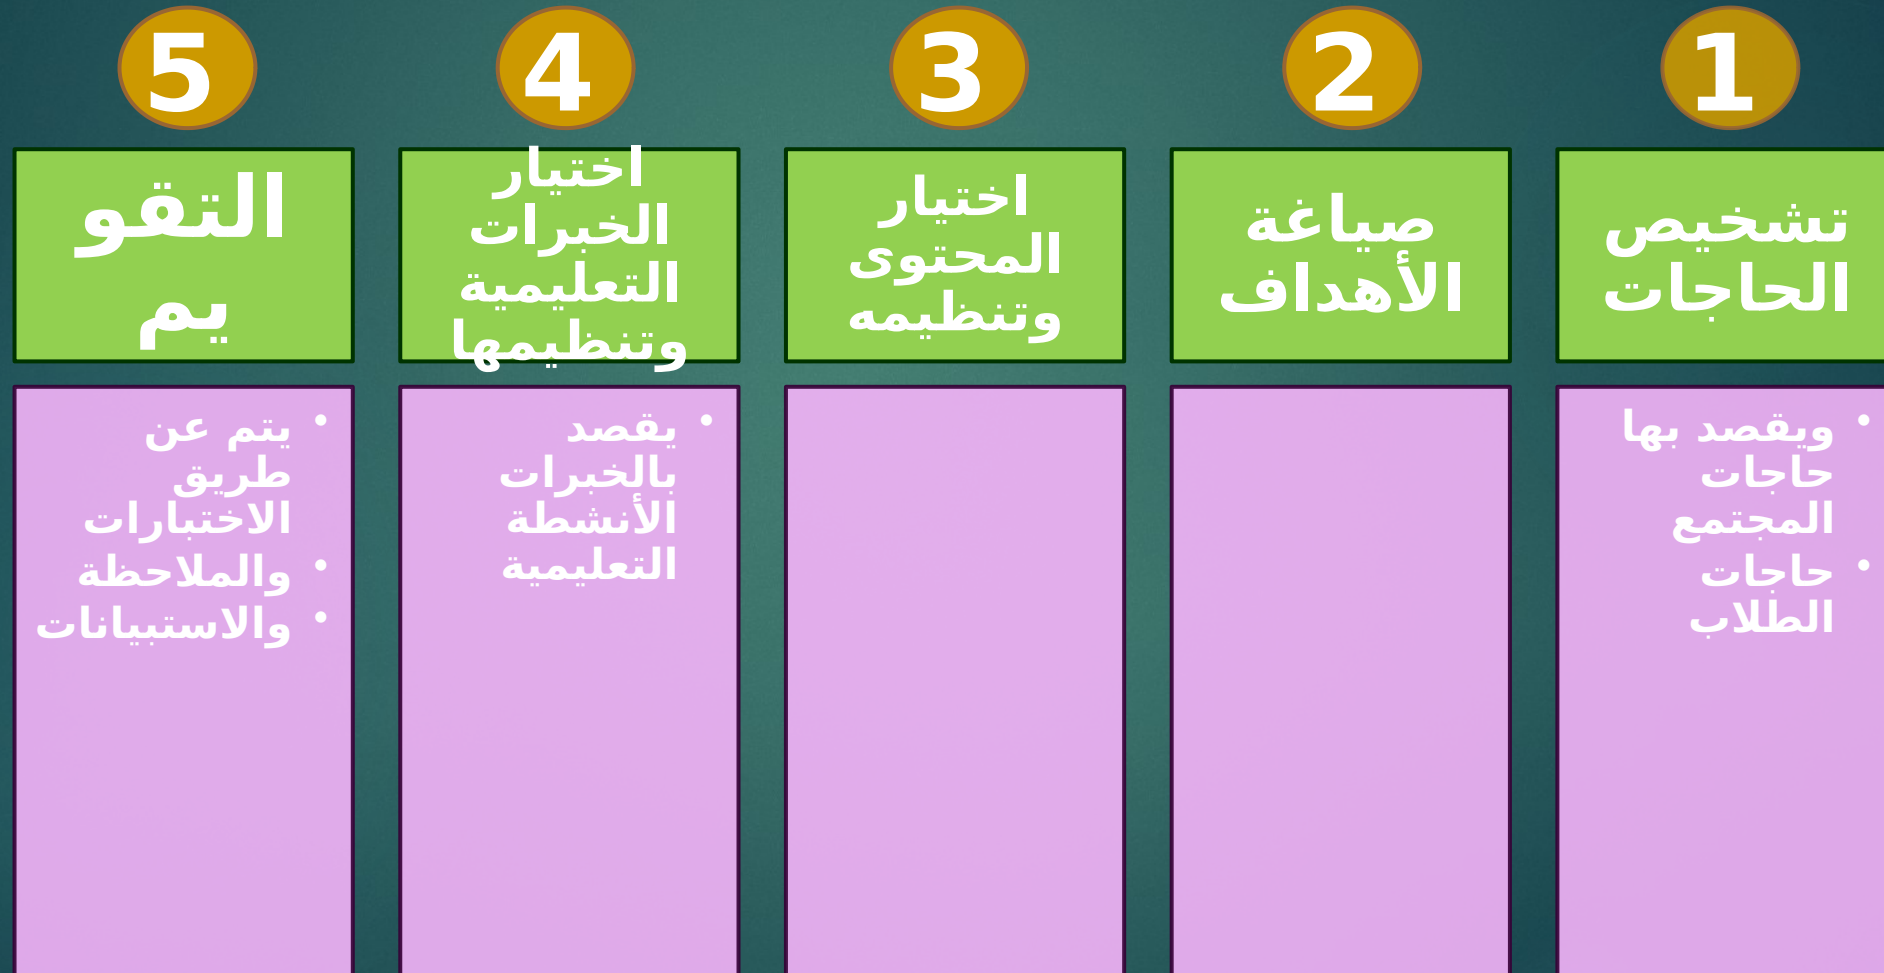 1
تشخيص
الحاجات
• ويقصد بها
حاجات
المجتمع
• حاجات
الطلاب
2
صياغة
الأهداف
3
اختيار
المحتوى
وتنظيمه
4
اختيار
الخبرات
التعليمية
وتنظيمها
• يقصد
بالخبرات
الأنشطة
التعليمية
5
التقو
يم
• يتم عن
طريق
الاختبارات
• والملاحظة
• والاستبيانات